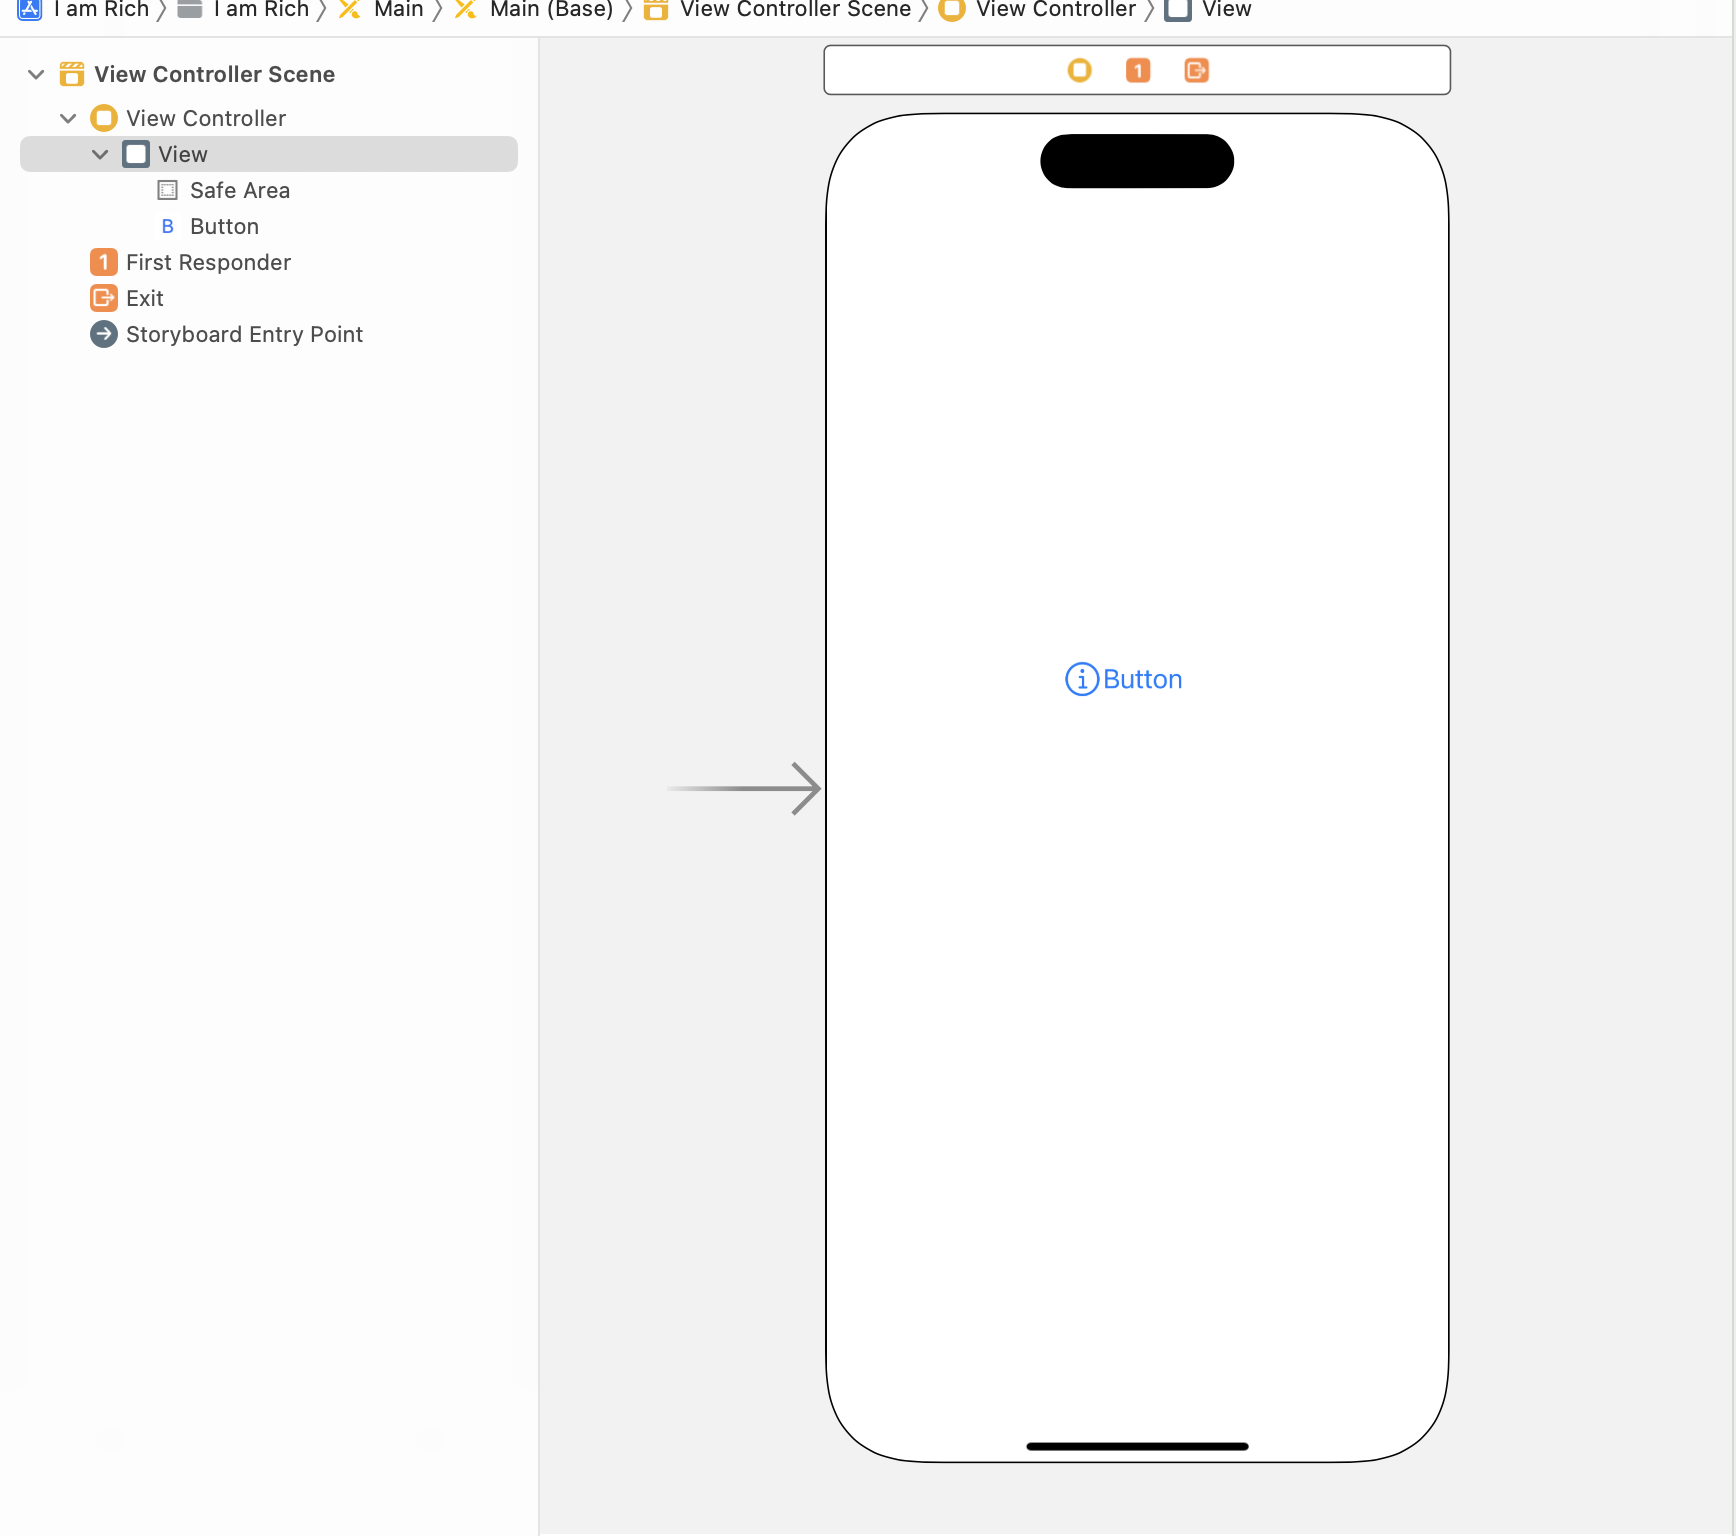 I am Rich I am Rich Main Main (Base) View Controller Scene View Controller View
View Controller Scene
View Controller
View
Safe Area
B Button
1 First Responder
Exit
Storyboard Entry Point
1
Button